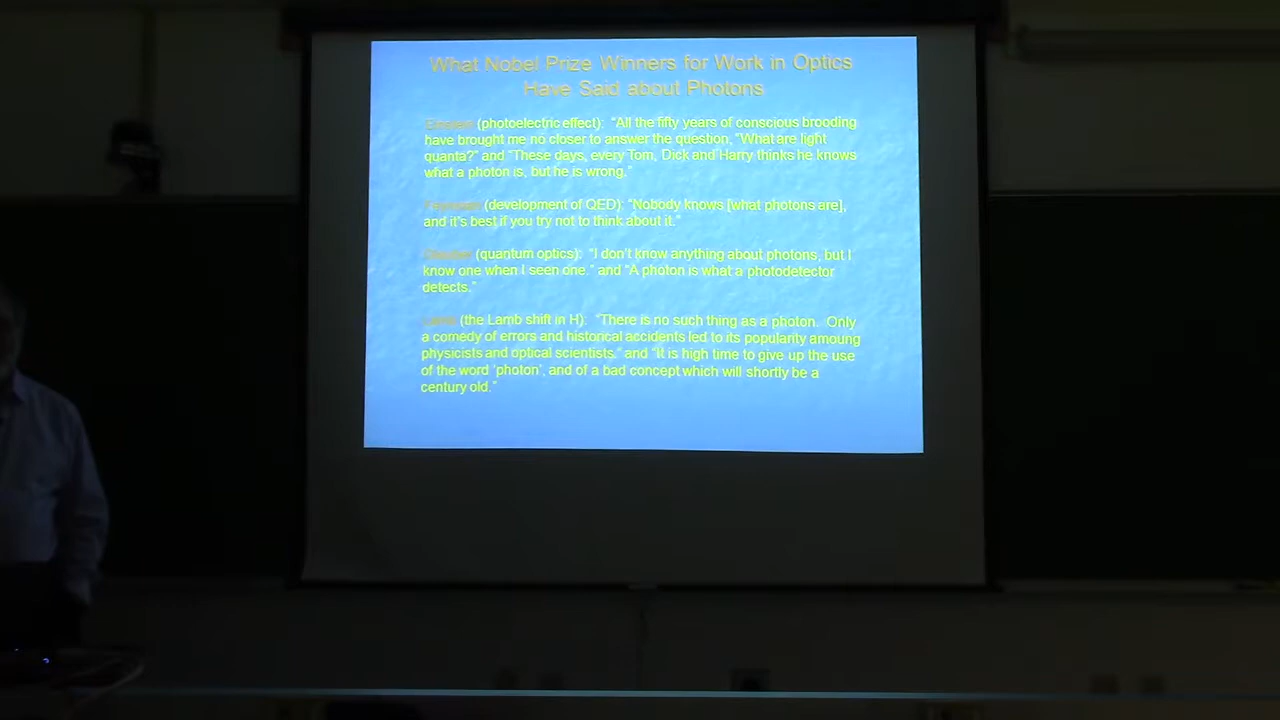 What Nobel Prize Winners for Work in Optics
Have Said about Photons
Einstein (photoelectric effect): "All the fifty years of conscious brooding
have brought me no closer to answer the question, "What are light
quanta?" and "These days, every Tom, Dick and Harry thinks he knows
what a photon is, but he is wrong."
Feynman (development of QED): "Nobody knows [what photons are],
and it's best if you try not to think about it."
(quantum optics): "I don't know anything about photons, but I
know one when I seen one." and "A photon is what a photodetector
detects."
Lamb (the Lamb shift in H): "There is no such thing as a photon. Only
a comedy of errors and historical accidents led to its popularity amoung
physicists and optical scientists." and "It is high time to give up the use
of the word 'photon', and of a bad concept which will shortly be a
century old."